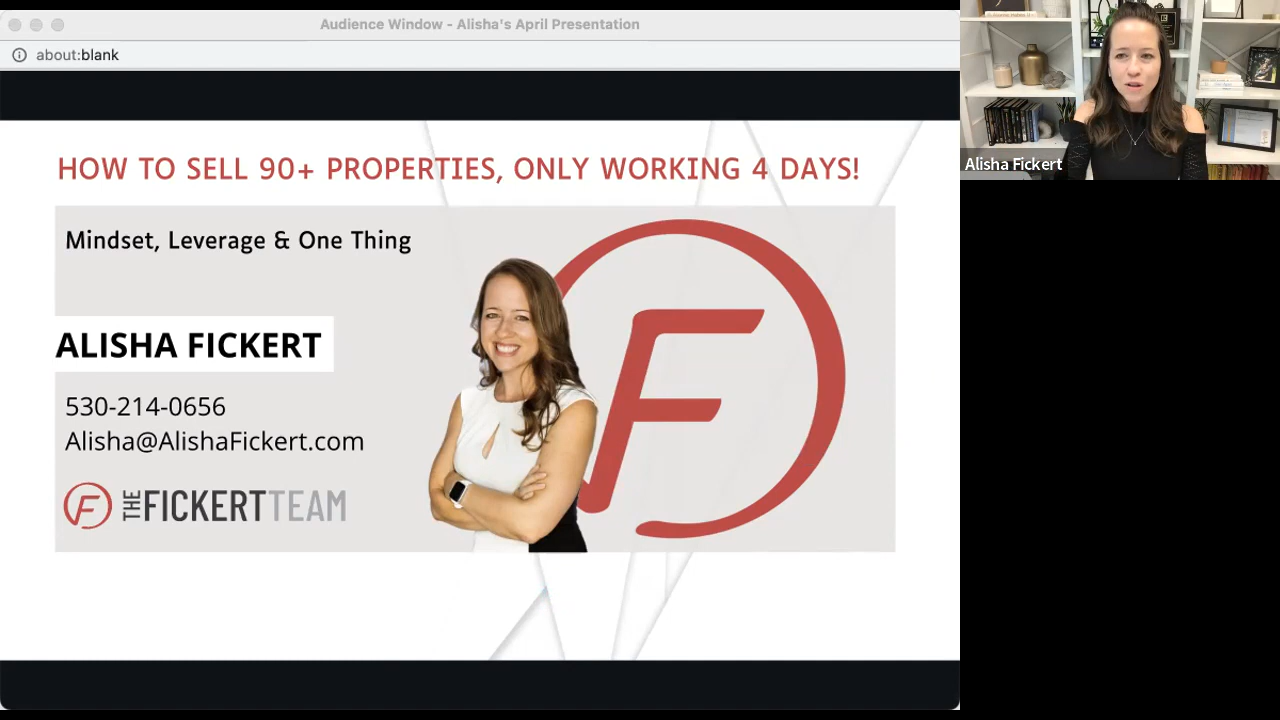 Audience Window - Alisha's April Presentation
about:blank
HOW TO SELL 90+ PROPERTIES, ONLY WORKING 4 DAYS!
Mindset, Leverage & One Thing
ALISHA FICKERT
530-214-0656
Alisha@AlishaFickert.com
F THE FICKERT TEAM
F
Alisha Fickert